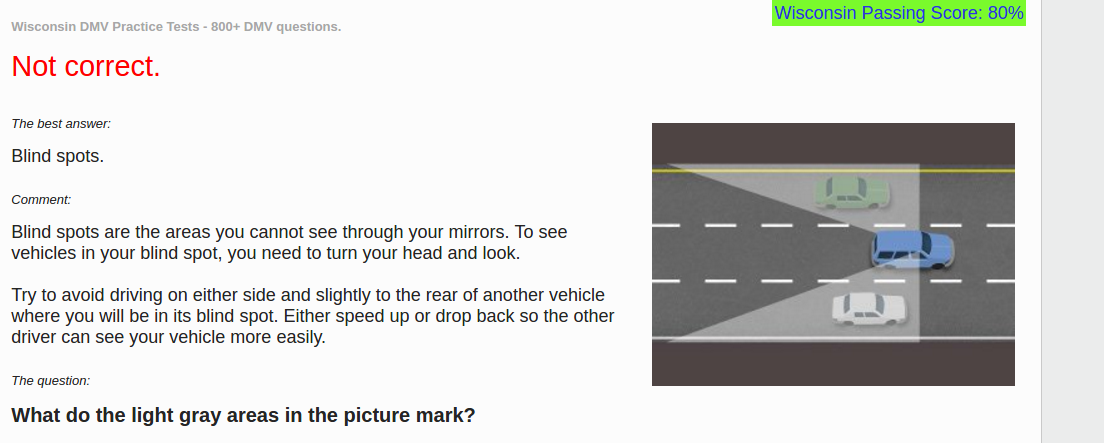 Wisconsin Passing Score: 80%
Wisconsin DMV Practice Tests - 800+ DMV questions.
Not correct.
The best answer:
Blind spots.
Comment:
Blind spots are the areas you cannot see through your mirrors. To see
vehicles in your blind spot, you need to turn your head and look.
Try to avoid driving on either side and slightly to the rear of another vehicle
where you will be in its blind spot. Either speed up or drop back so the other
driver can see your vehicle more easily.
The question:
What do the light gray areas in the picture mark?